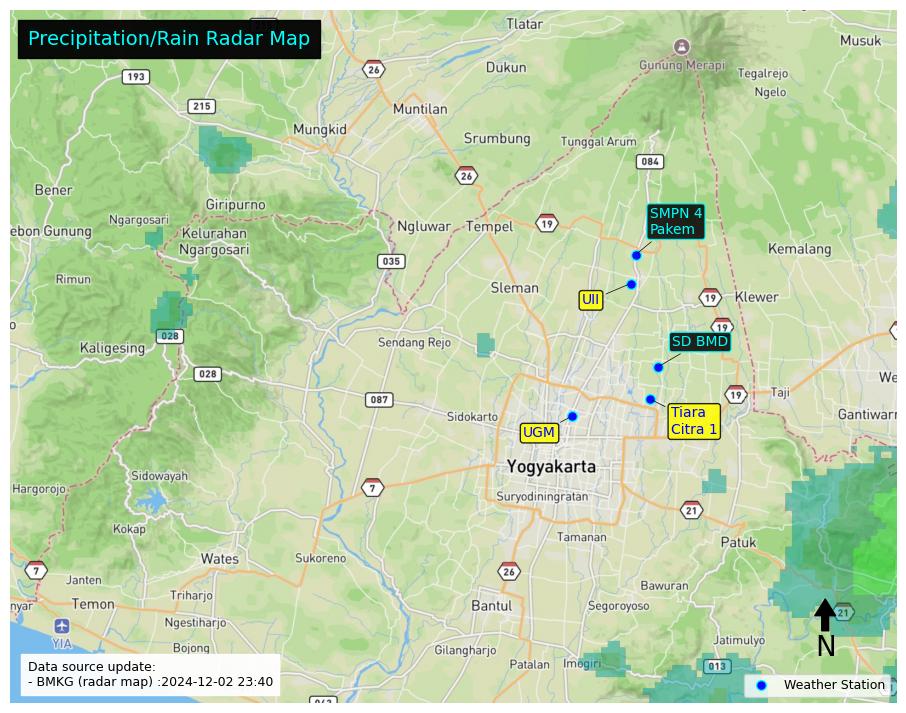 Precipitation/Rain Radar Map
Tlatar
Musuk
193
26
Dukun
Gunung Merapi
Tegalrejo
Ngelo
215
Muntilan
Mungkid
Srumbung
Tunggal Arum
084
26
Bener
Giripurno
SMPN 4
Pakem
Ngargosari
ebon Gunung
Kelurahan
Ngargosari
Ngluwar
Tempel
19
Kemalang
035
Rimun
Sleman
UII
19
Klewer
19
028
Kaligesing
Sendang Rejo
SD BMD
028
We
087
19
Taji
Sidokarto
Tiara
Citra 1
Gantiwarn
UGM
Yogyakarta
Sidowayah
Hargorojo
7
Suryodiningratan
21
Kokap
Tamanan
Patuk
Wates
Sukoreno
7
26
Janten
Bawuran
Triharjo
nyar
Temon
Bantul
Segoroyoso
21
Ngestiharjo
YIA
Bojong
Gilangharjo
Jatimulyo
N
Patalan
Imogiri
013
Data source update:
- BMKG (radar map) :2024-12-02 23:40
Weather Station